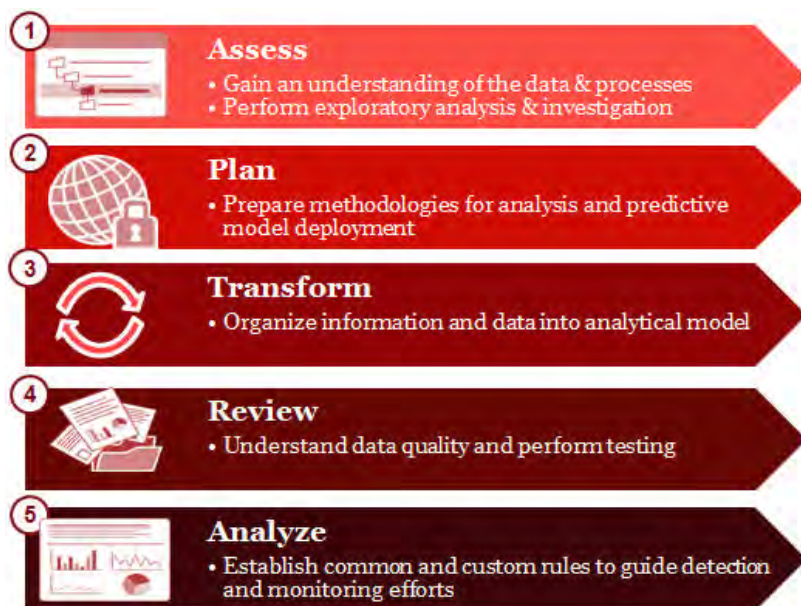 1
Assess
• Gain an understanding of the data & processes
• Perform exploratory analysis & investigation
2
Plan
• Prepare methodologies for analysis and predictive
model deployment
3
Transform
• Organize information and data into analytical model
4
Review
• Understand data quality and perform testing
5
Analyze
• Establish common and custom rules to guide detection
and monitoring efforts